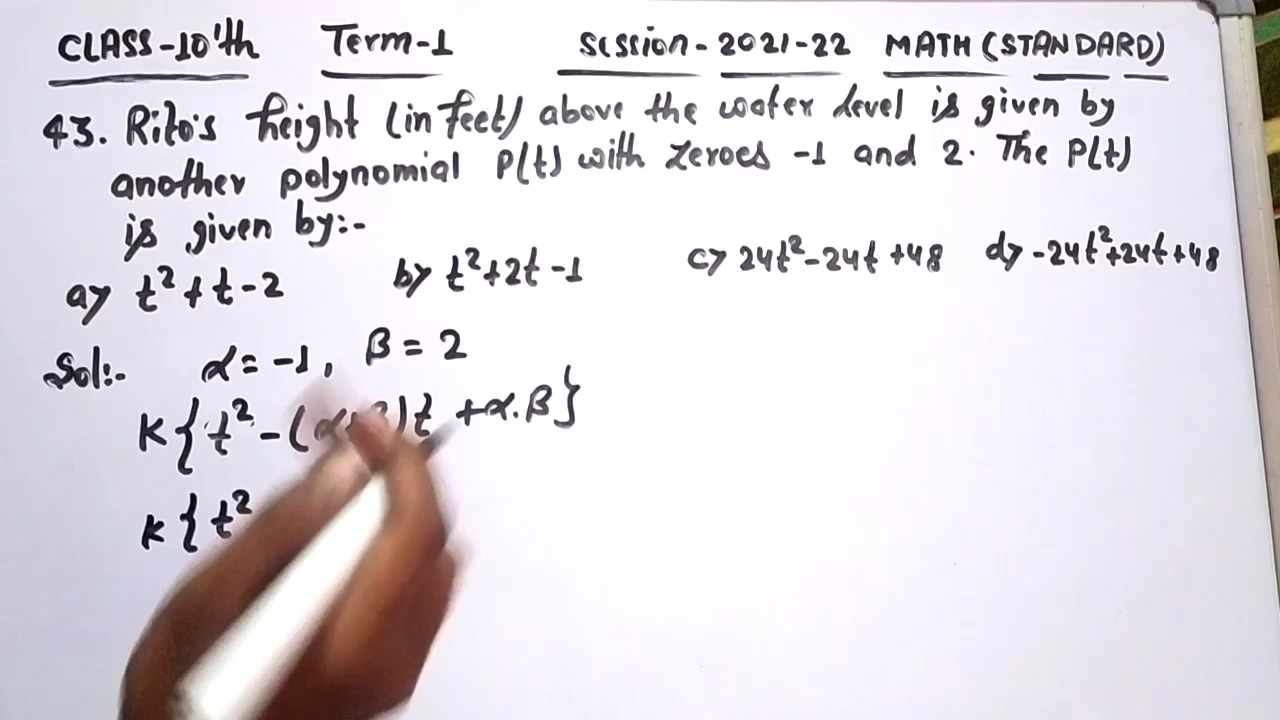 CLASS-10'th Term-1 Session-2021-22 MATH (STANDARD)
43. Rito's height (in feet) above the water level is given by
another polynomial P(t) with zeroes -1 and 2. The P(t)
is given by:-
a> t²+t-2 b> t²+2t-1 c> 24t²-24t+48 d> -24t²+24t+48
Sol:- α=-1, β=2
K{t²-(α+β)t+α.β}
K{t²